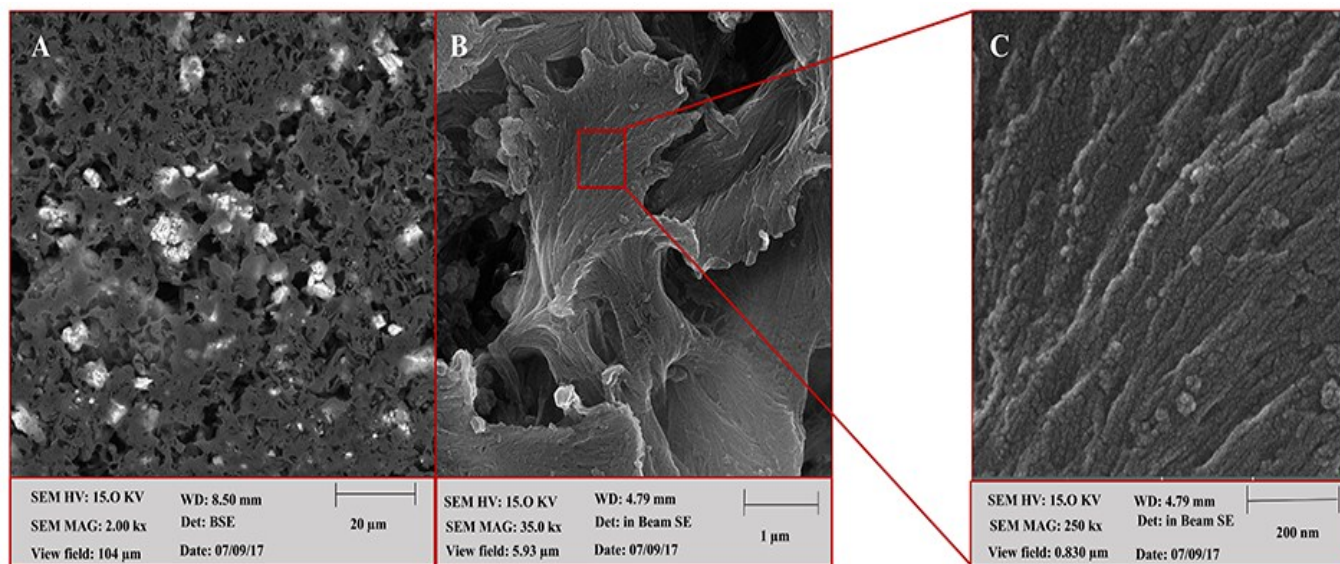 A
B
C
SEM HV: 15.O KV WD: 8.50 mm
SEM MAG: 2.00 kx Det: BSE 20 µm
View field: 104 µm Date: 07/09/17
SEM HV: 15.O KV WD: 4.79 mm
SEM MAG: 35.0 kx Det: in Beam SE 1 µm
View field: 5.93 µm Date: 07/09/17
SEM HV: 15.O KV WD: 4.79 mm
SEM MAG: 250 kx Det: in Beam SE 200 nm
View field: 0.830 µm Date: 07/09/17